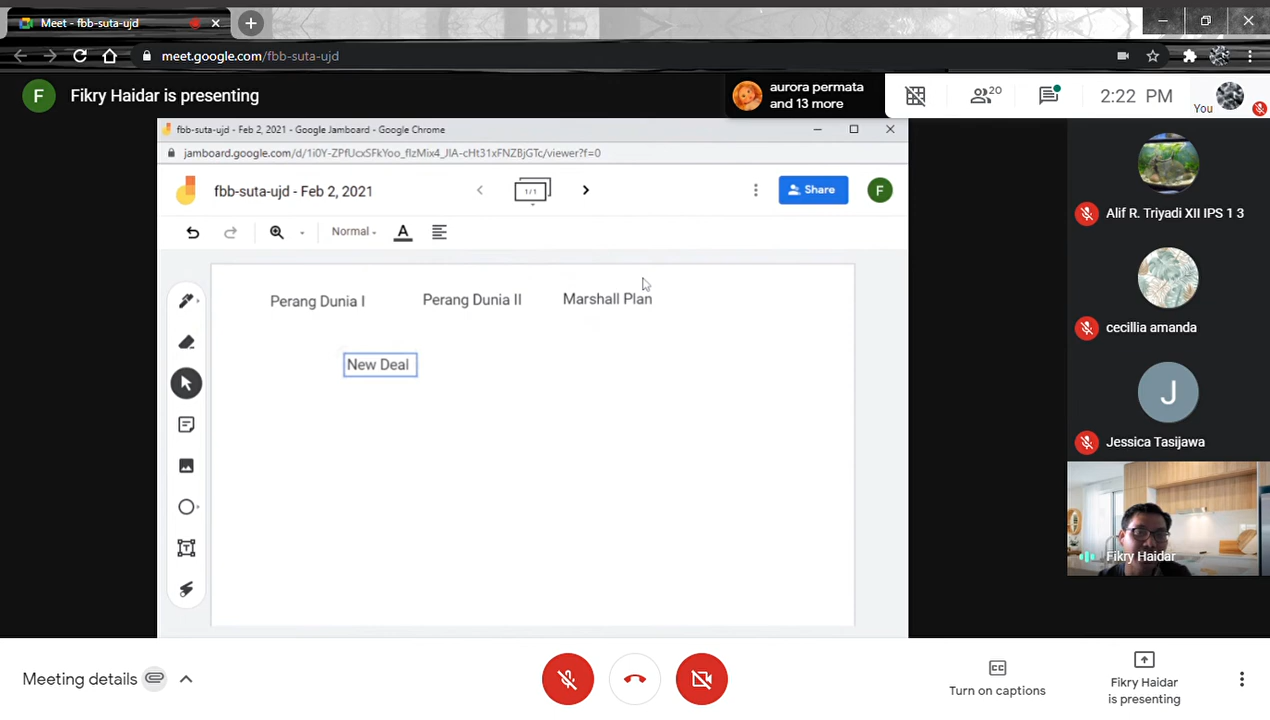 Meet - fbb-suta-ujd
meet.google.com/fbb-suta-ujd
F
Fikry Haidar is presenting
aurora permata
and 13 more
20
2:22 PM
You
fbb-suta-ujd - Feb 2, 2021 - Google Jamboard - Google Chrome
fbb-suta-ujd - Feb 2, 2021
1/1
Share
F
Normal
A
Perang Dunia I
Perang Dunia II
Marshall Plan
New Deal
Alif R. Triyadi XII IPS 1 3
cecillia amanda
J
Jessica Tasijawa
Fikry Haidar
Meeting details
CC
Turn on captions
Fikry Haidar
is presenting